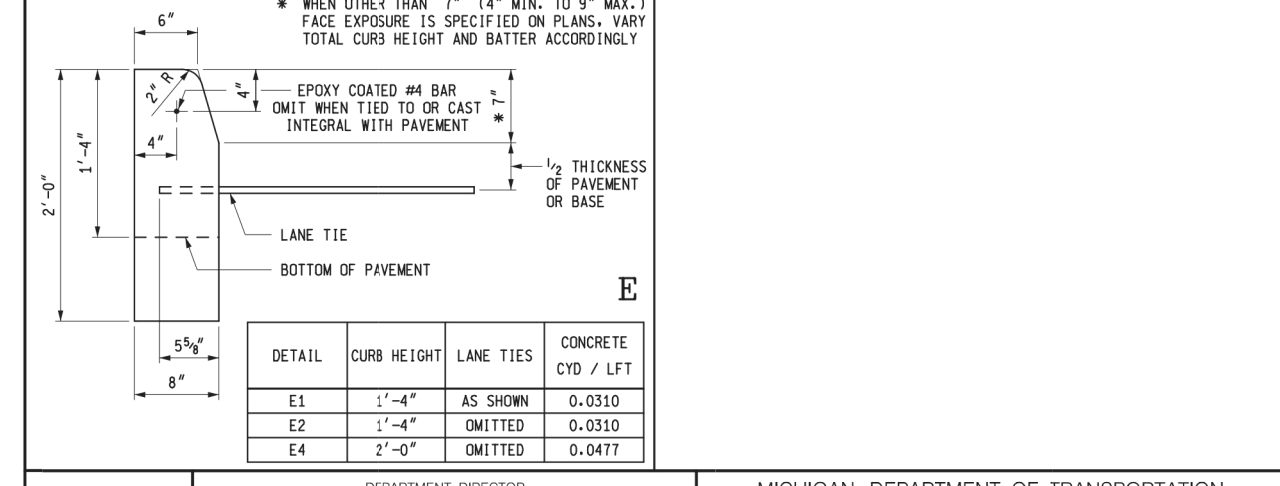 * WHEN OTHER THAN 7" (4" MIN. TO 9" MAX.)
FACE EXPOSURE IS SPECIFIED ON PLANS, VARY
TOTAL CURB HEIGHT AND BATTER ACCORDINGLY
6"
2" R
4"
EPOXY COATED #4 BAR
OMIT WHEN TIED TO OR CAST
INTEGRAL WITH PAVEMENT
* 7"
4"
1'-4"
2'-0"
1/2 THICKNESS
OF PAVEMENT
OR BASE
LANE TIE
BOTTOM OF PAVEMENT
E
5 5/8"
8"
DETAIL CURB HEIGHT LANE TIES CONCRETE CYD / LFT
E1 1'-4" AS SHOWN 0.0310
E2 1'-4" OMITTED 0.0310
E4 2'-0" OMITTED 0.0477
DEPARTMENT DIRECTOR
MICHIGAN DEPARTMENT OF TRANSPORTATION